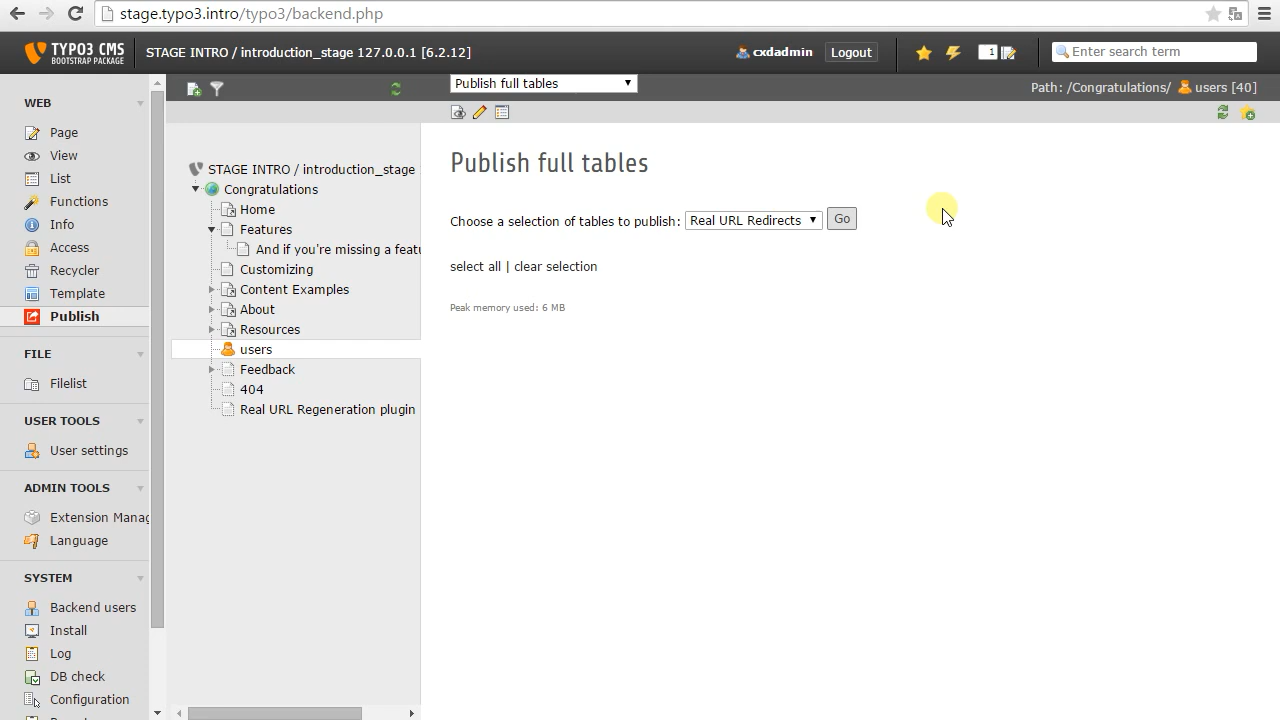 stage.typo3.intro/typo3/backend.php
TYPO3 CMS
BOOTSTRAP PACKAGE
STAGE INTRO / introduction_stage 127.0.0.1 [6.2.12]
cxdadmin
Logout
1
Enter search term
Publish full tables
Path: /Congratulations/ users [40]
WEB
Page
View
List
Functions
Info
Access
Recycler
Template
Publish
FILE
Filelist
USER TOOLS
User settings
ADMIN TOOLS
Extension Manag
Language
SYSTEM
Backend users
Install
Log
DB check
Configuration
STAGE INTRO / introduction_stage
Congratulations
Home
Features
And if you're missing a featu
Customizing
Content Examples
About
Resources
users
Feedback
404
Real URL Regeneration plugin
Publish full tables
Choose a selection of tables to publish: Real URL Redirects Go
select all | clear selection
Peak memory used: 6 MB